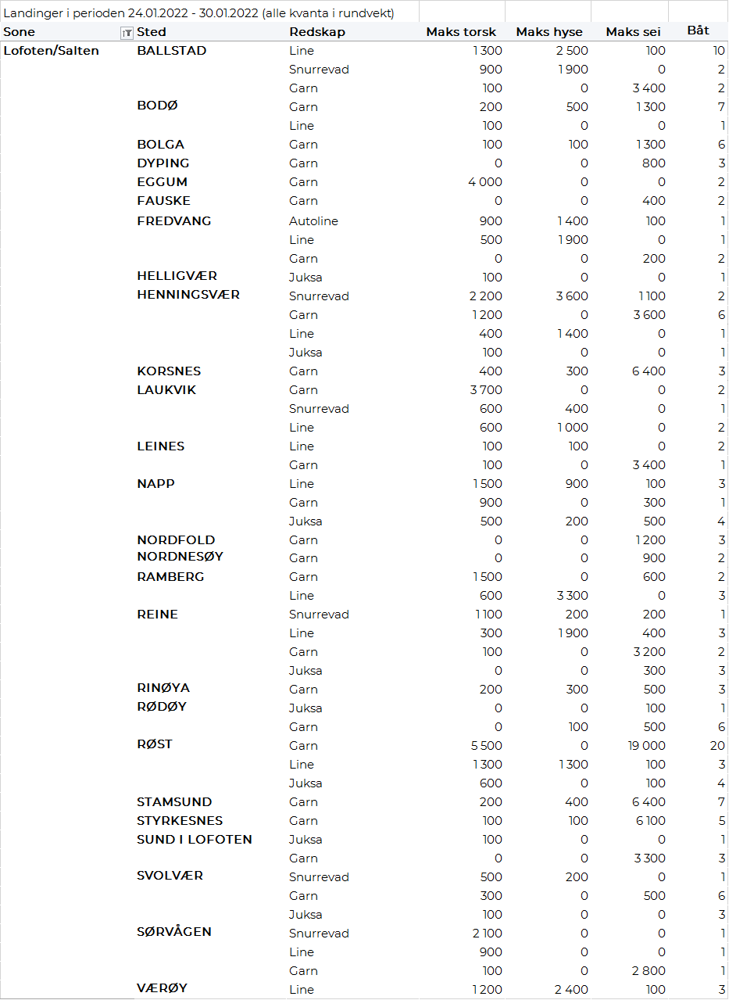 Landinger i perioden 24.01.2022 - 30.01.2022 (alle kvanta i rundvekt)
Sone Sted Redskap Maks torsk Maks hyse Maks sei Båt
Lofoten/Salten BALLSTAD Line 1 300 2 500 100 10
Snurrevad 900 1 900 0 2
Garn 100 0 3 400 2
BODØ Garn 200 500 1 300 7
Line 100 0 0 1
BOLGA Garn 100 100 1 300 6
DYPING Garn 0 0 800 3
EGGUM Garn 4 000 0 0 2
FAUSKE Garn 0 0 400 2
FREDVANG Autoline 900 1 400 100 1
Line 500 1 900 0 1
Garn 0 0 200 2
HELLIGVÆR Juksa 100 0 0 1
HENNINGSVÆR Snurrevad 2 200 3 600 1 100 2
Garn 1 200 0 3 600 6
Line 400 1 400 0 1
Juksa 100 0 0 1
KORSNES Garn 400 300 6 400 3
LAUKVIK Garn 3 700 0 0 2
Snurrevad 600 400 0 1
Line 600 1 000 0 2
LEINES Line 100 100 0 2
Garn 100 0 3 400 1
NAPP Line 1 500 900 100 3
Garn 900 0 300 1
Juksa 500 200 500 4
NORDFOLD Garn 0 0 1 200 3
NORDNESØY Garn 0 0 900 2
RAMBERG Garn 1 500 0 600 2
Line 600 3 300 0 3
REINE Snurrevad 1 100 200 200 1
Line 300 1 900 400 3
Garn 100 0 3 200 2
Juksa 0 0 300 3
RINØYA Garn 200 300 500 3
RØDØY Juksa 0 0 100 1
Garn 0 100 500 6
RØST Garn 5 500 0 19 000 20
Line 1 300 1 300 100 3
Juksa 600 0 100 4
STAMSUND Garn 200 400 6 400 7
STYRKESNES Garn 100 100 6 100 5
SUND I LOFOTEN Juksa 100 0 0 1
Garn 0 0 3 300 3
SVOLVÆR Snurrevad 500 200 0 1
Garn 300 0 500 6
Juksa 100 0 0 3
SØRVÅGEN Snurrevad 2 100 0 0 1
Line 900 0 0 1
Garn 100 0 2 800 1
VÆRØY Line 1 200 2 400 100 3